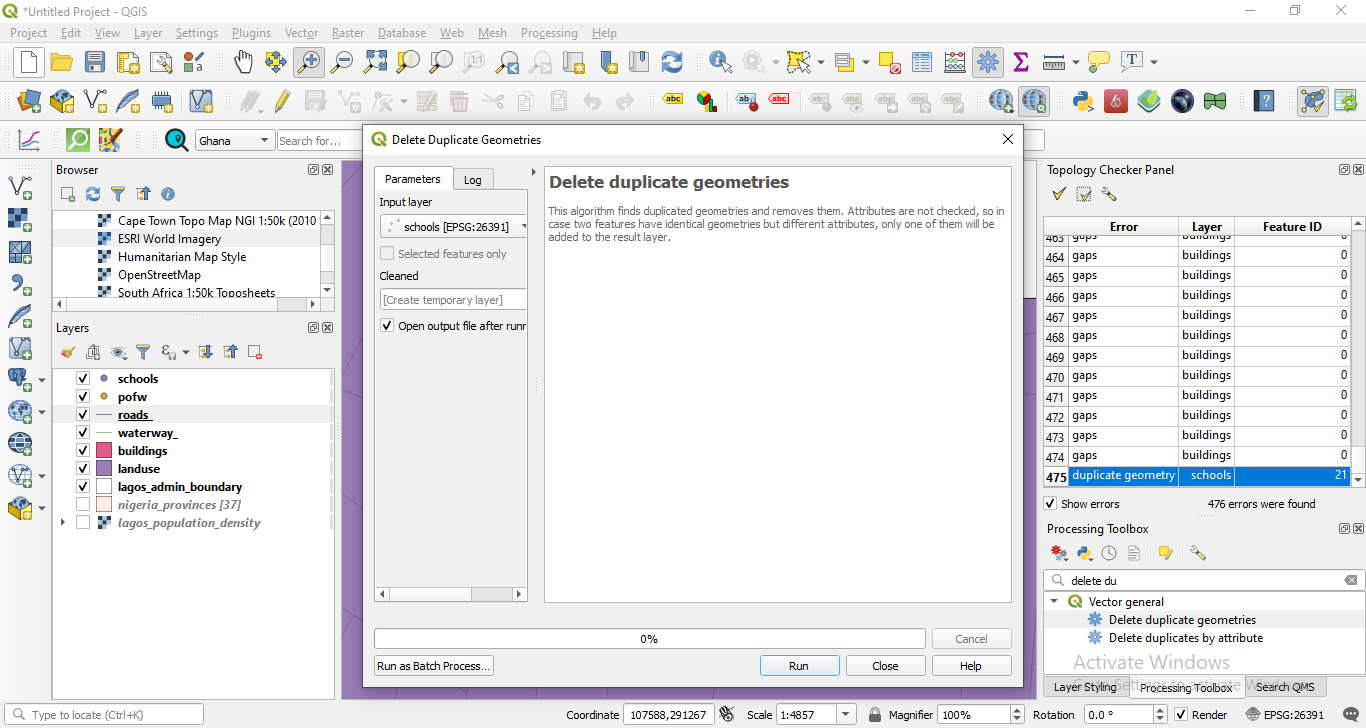 *Untitled Project - QGIS
Project Edit View Layer Settings Plugins Vector Raster Database Web Mesh Processing Help
abc abc abc
Ghana Search for...
Delete Duplicate Geometries
Parameters Log
Input layer
schools [EPSG:26391]
Selected features only
Cleaned
[Create temporary layer]
Open output file after runr
Delete duplicate geometries
This algorithm finds duplicated geometries and removes them. Attributes are not checked, so in
case two features have identical geometries but different attributes, only one of them will be
added to the result layer.
0%
Cancel
Run as Batch Process...
Run
Close
Help
Browser
Cape Town Topo Map NGI 1:50k (2010
ESRI World Imagery
Humanitarian Map Style
OpenStreetMap
South Africa 1:50k Toposheets
Layers
schools
pofw
roads_
waterway_
buildings
landuse
lagos_admin_boundary
nigeria_provinces [37]
lagos_population_density
Topology Checker Panel
Error Layer Feature ID
463 gaps buildings 0
464 gaps buildings 0
465 gaps buildings 0
466 gaps buildings 0
467 gaps buildings 0
468 gaps buildings 0
469 gaps buildings 0
470 gaps buildings 0
471 gaps buildings 0
472 gaps buildings 0
473 gaps buildings 0
474 gaps buildings 0
475 duplicate geometry schools 21
Show errors 476 errors were found
Processing Toolbox
delete du
Vector general
Delete duplicate geometries
Delete duplicates by attribute
Activate Windows
Settings to activate Windows.
Layer Styling Processing Toolbox Search QMS
Type to locate (Ctrl+K)
Coordinate 107588,291267 Scale 1:4857 Magnifier 100% Rotation 0.0 ° Render EPSG:26391